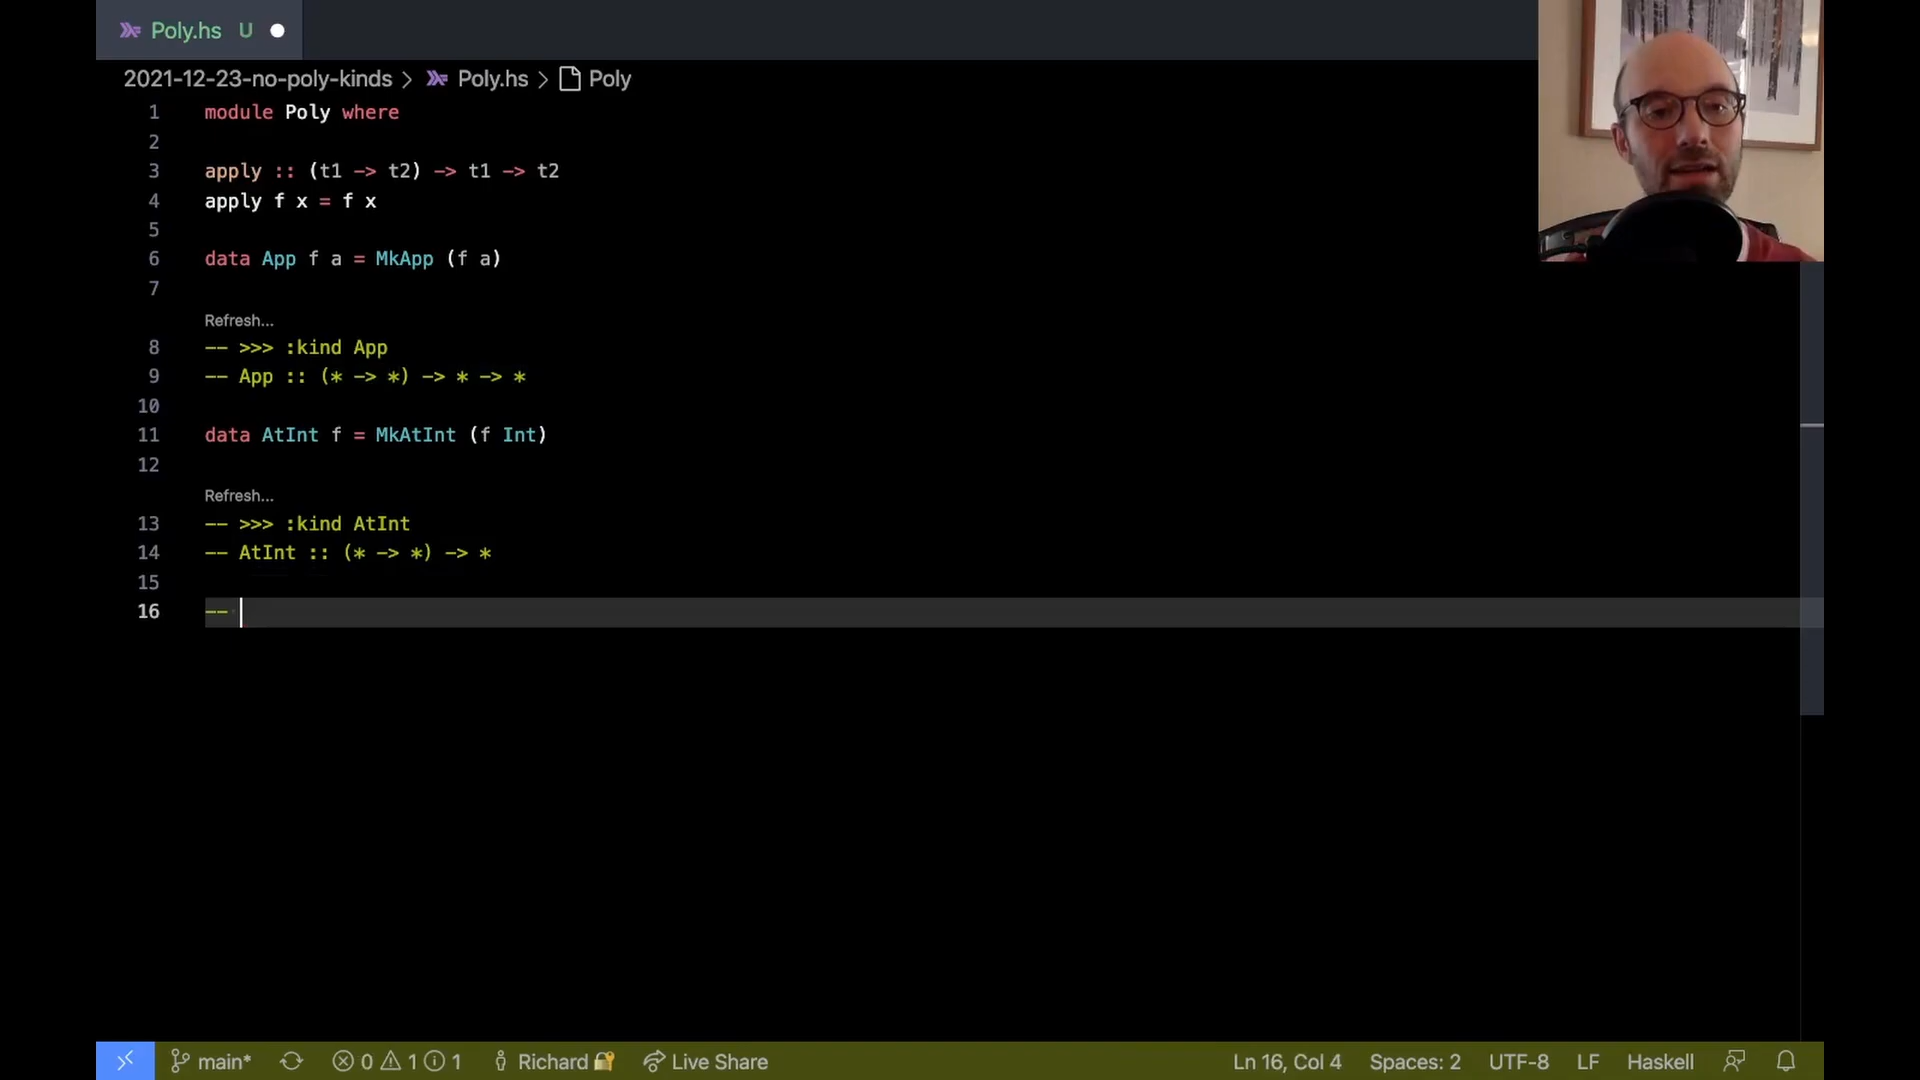 Poly.hs U
2021-12-23-no-poly-kinds > Poly.hs > Poly
1 module Poly where
2
3 apply :: (t1 -> t2) -> t1 -> t2
4 apply f x = f x
5
6 data App f a = MkApp (f a)
7
Refresh...
8 -- >>> :kind App
9 -- App :: (* -> *) -> * -> *
10
11 data AtInt f = MkAtInt (f Int)
12
Refresh...
13 -- >>> :kind AtInt
14 -- AtInt :: (* -> *) -> *
15
16 --
main* 0 1 1 Richard Live Share Ln 16, Col 4 Spaces: 2 UTF-8 LF Haskell